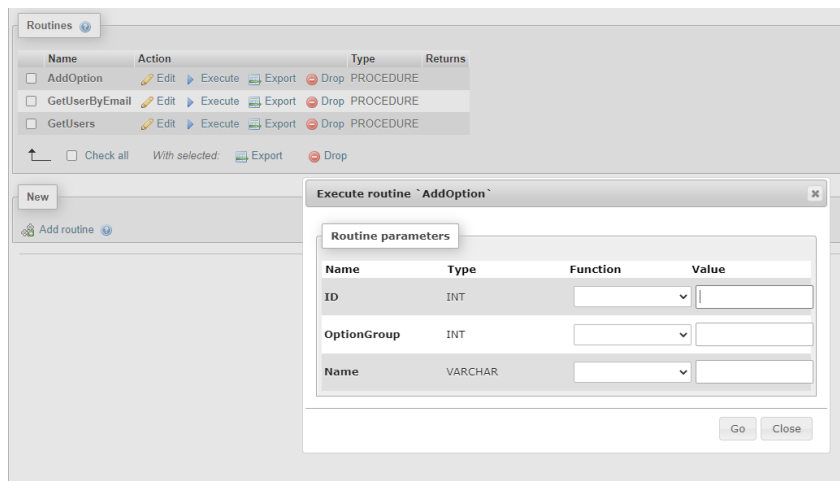 Routines
Name Action Type Returns
AddOption Edit Execute Export Drop PROCEDURE
GetUserByEmail Edit Execute Export Drop PROCEDURE
GetUsers Edit Execute Export Drop PROCEDURE
Check all With selected: Export Drop
New
Add routine
Execute routine `AddOption`
Routine parameters
Name Type Function Value
ID INT
OptionGroup INT
Name VARCHAR
Go Close